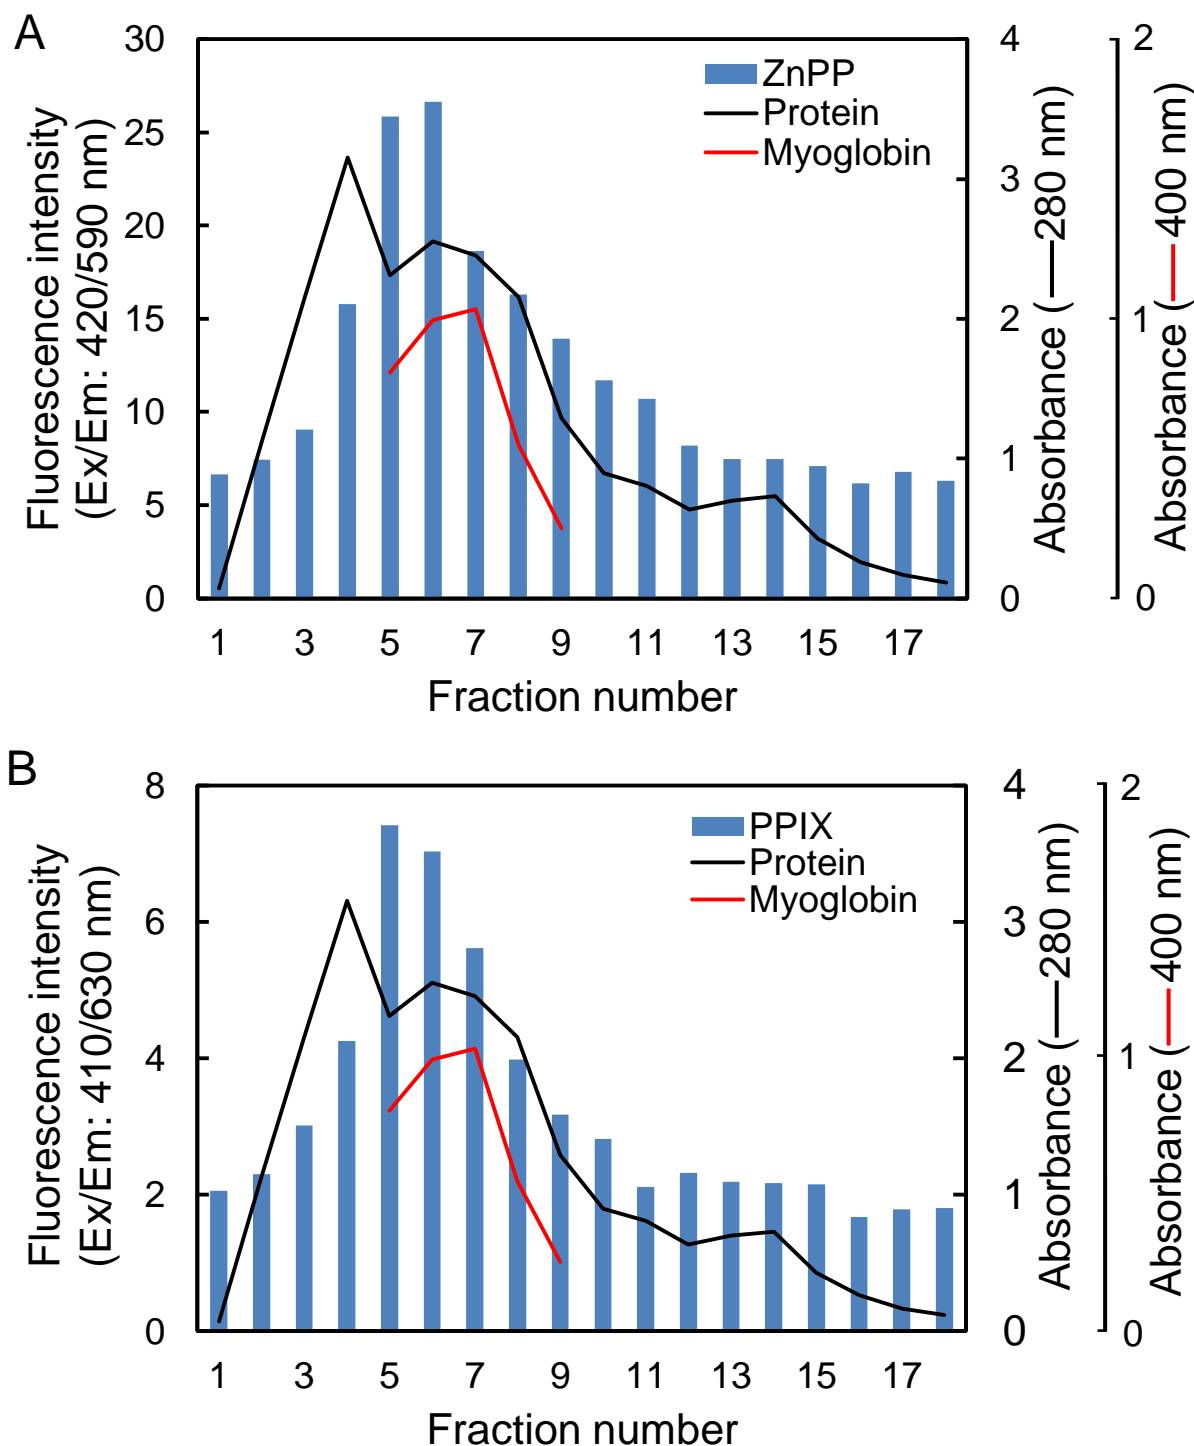 A
Fluorescence intensity
(Ex/Em: 420/590 nm)
30
25
20
15
10
5
0
ZnPP
Protein
Myoglobin
4
3
2
1
0
Absorbance (—280 nm)
2
1
0
Absorbance (—400 nm)
1 3 5 7 9 11 13 15 17
Fraction number
B
Fluorescence intensity
(Ex/Em: 410/630 nm)
8
6
4
2
0
PPIX
Protein
Myoglobin
4
3
2
1
0
Absorbance (—280 nm)
2
1
0
Absorbance (—400 nm)
1 3 5 7 9 11 13 15 17
Fraction number